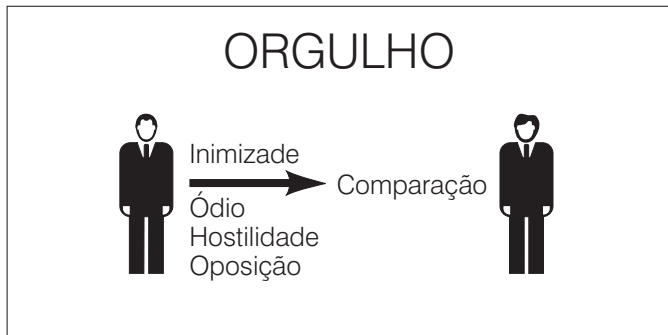 ORGULHO
Inimizade
Comparação
Ódio
Hostilidade
Oposição